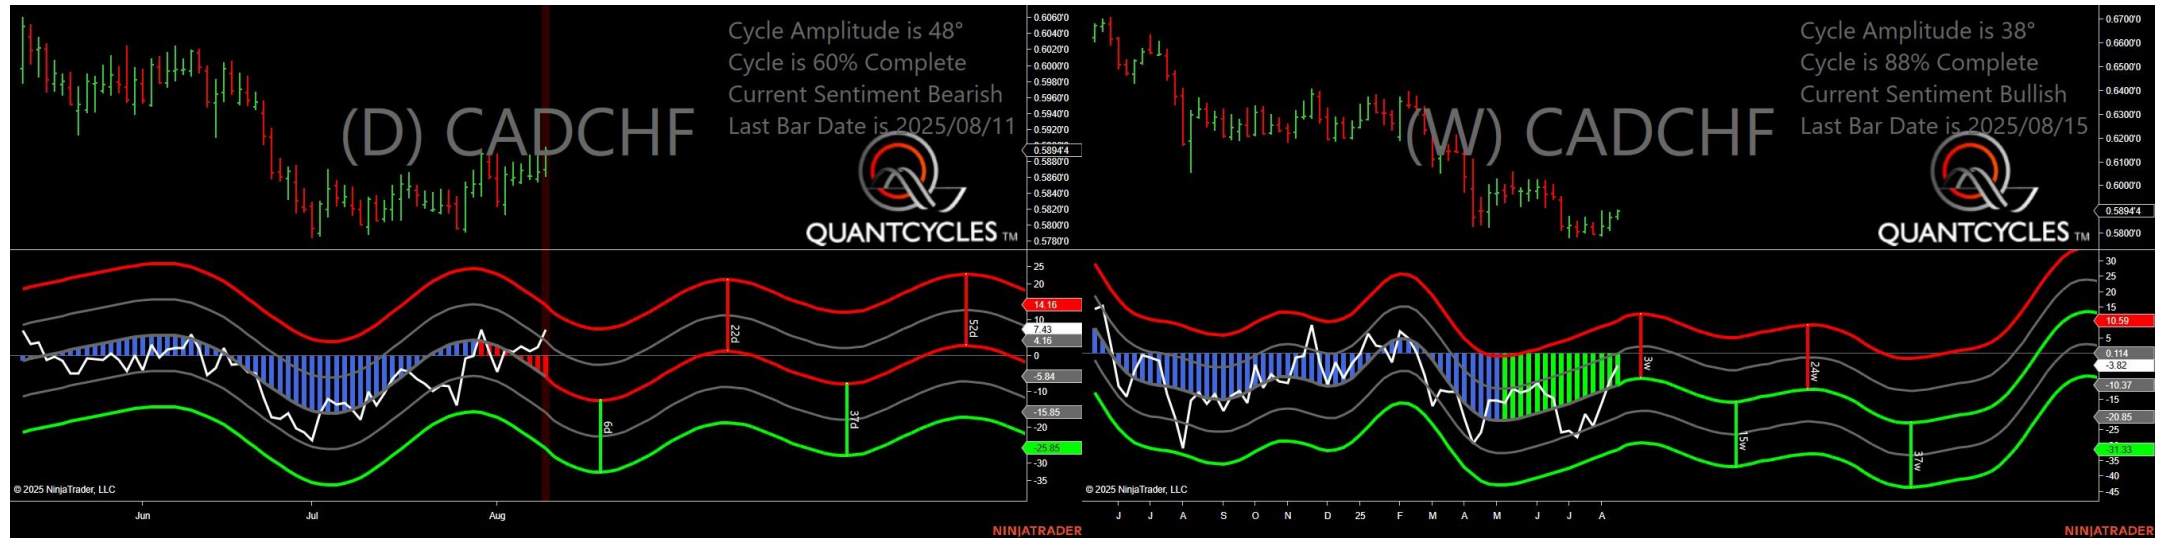 Cycle Amplitude is 48°
Cycle is 60% Complete
Current Sentiment Bearish
Last Bar Date is 2025/08/11
(D) CADCHF
QUANTCYCLES TM
0.6060'0
0.6040'0
0.6020'0
0.6000'0
0.5980'0
0.5960'0
0.5940'0
0.5920'0
0.5894'4
0.5880'0
0.5860'0
0.5840'0
0.5820'0
0.5800'0
0.5780'0
25
20
14.16
10
7.43
4.16
0
-5.84
-10
-15.85
-20
-25.85
-30
-35
22d
52d
6d
37d
© 2025 NinjaTrader, LLC
Jun
Jul
Aug
NINJATRADER
Cycle Amplitude is 38°
Cycle is 88% Complete
Current Sentiment Bullish
Last Bar Date is 2025/08/15
(W) CADCHF
QUANTCYCLES TM
0.6700'0
0.6600'0
0.6500'0
0.6400'0
0.6300'0
0.6200'0
0.6100'0
0.6000'0
0.5894'4
0.5800'0
30
25
20
15
10.59
5
0.114
-3.82
-10.37
-15
-20.85
-25
-31.33
-35
-40
-45
3w
24w
15w
37w
© 2025 NinjaTrader, LLC
J
J
A
S
O
N
D
25
F
M
A
M
J
J
A
NINJATRADER